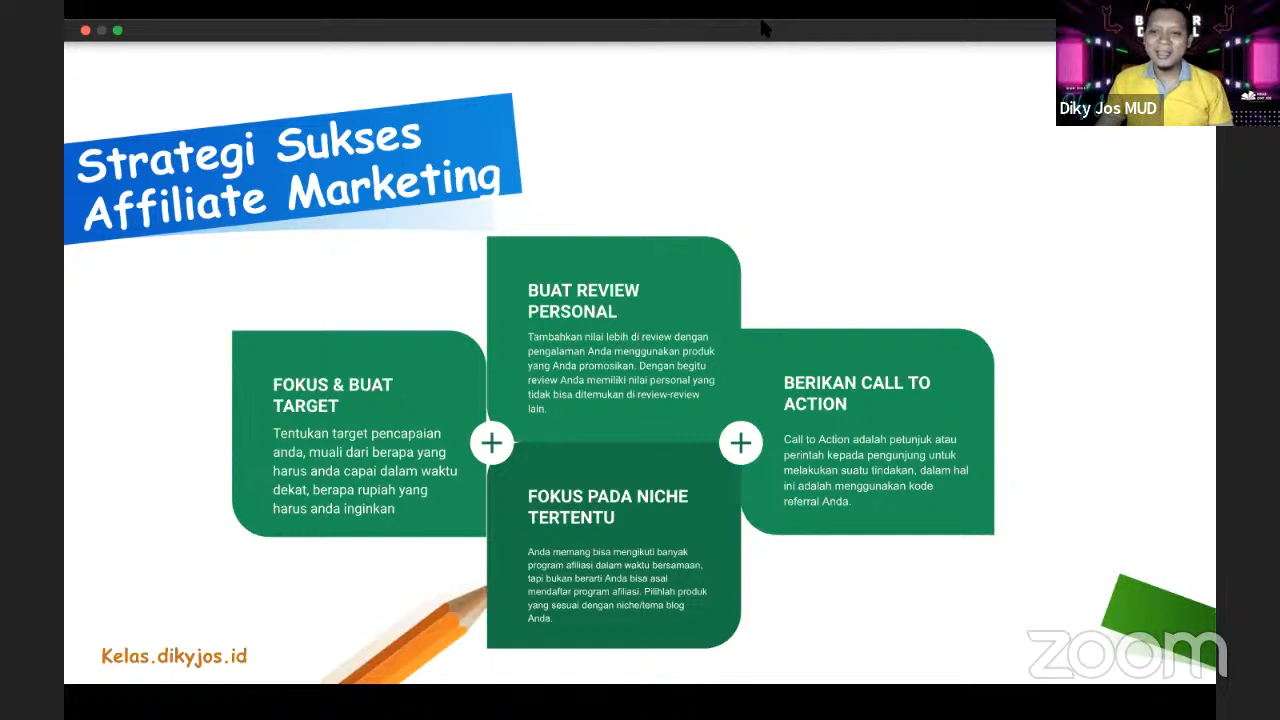 Strategi Sukses
Affiliate Marketing
Diky Jos MUD
FOKUS & BUAT
TARGET
Tentukan target pencapaian
anda, muali dari berapa yang
harus anda capai dalam waktu
dekat, berapa rupiah yang
harus anda inginkan
BUAT REVIEW
PERSONAL
Tambahkan nilai lebih di review dengan
pengalaman Anda menggunakan produk
yang Anda promosikan. Dengan begitu
review Anda memiliki nilai personal yang
tidak bisa ditemukan di review-review
lain.
FOKUS PADA NICHE
TERTENTU
Anda memang bisa mengikuti banyak
program afiliasi dalam waktu bersamaan,
tapi bukan berarti Anda bisa asal
mendaftar program afiliasi. Pilihlah produk
yang sesuai dengan niche/tema blog
Anda.
BERIKAN CALL TO
ACTION
Call to Action adalah petunjuk atau
perintah kepada pengunjung untuk
melakukan suatu tindakan, dalam hal
ini adalah menggunakan kode
referral Anda.
Kelas.dikyjos.id
zoom